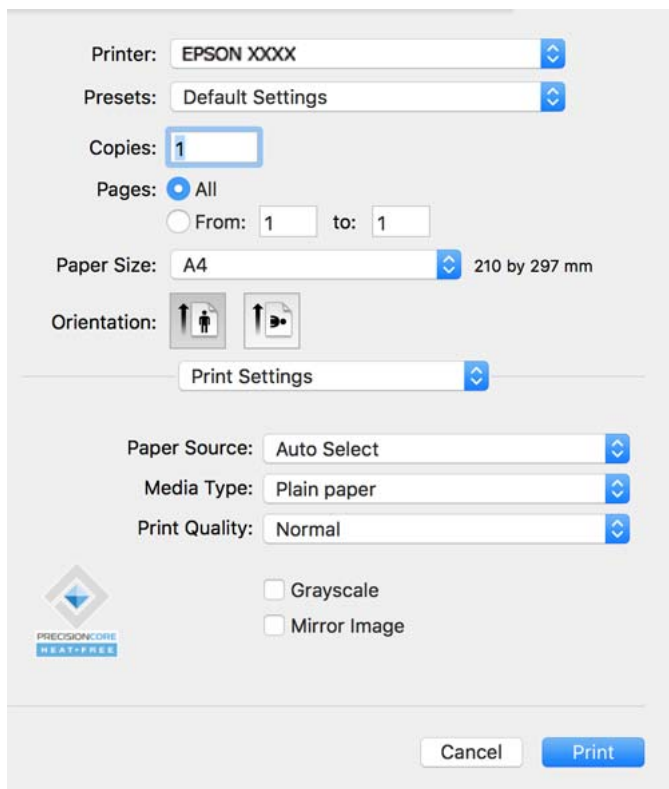 Printer: EPSON XXXX
Presets: Default Settings
Copies: 1
Pages: All
From: 1 to: 1
Paper Size: A4 210 by 297 mm
Orientation:
Print Settings
Paper Source: Auto Select
Media Type: Plain paper
Print Quality: Normal
Grayscale
Mirror Image
PRECISIONCORE
HEAT-FREE
Cancel Print